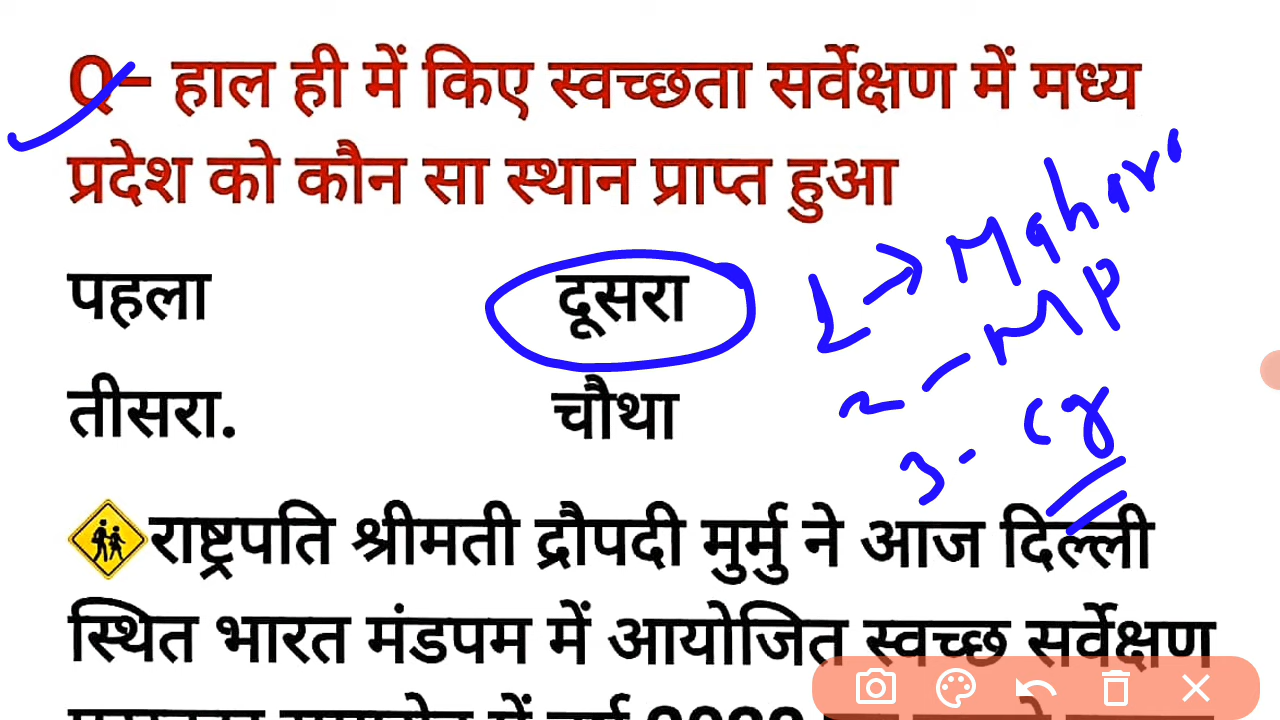 Q– हाल ही में किए स्वच्छता सर्वेक्षण में मध्य
प्रदेश को कौन सा स्थान प्राप्त हुआ
पहला दूसरा
तीसरा. चौथा
1 → Mahar
2 – MP
3 - Cg
राष्ट्रपति श्रीमती द्रौपदी मुर्मु ने आज दिल्ली
स्थित भारत मंडपम में आयोजित स्वच्छ सर्वेक्षण